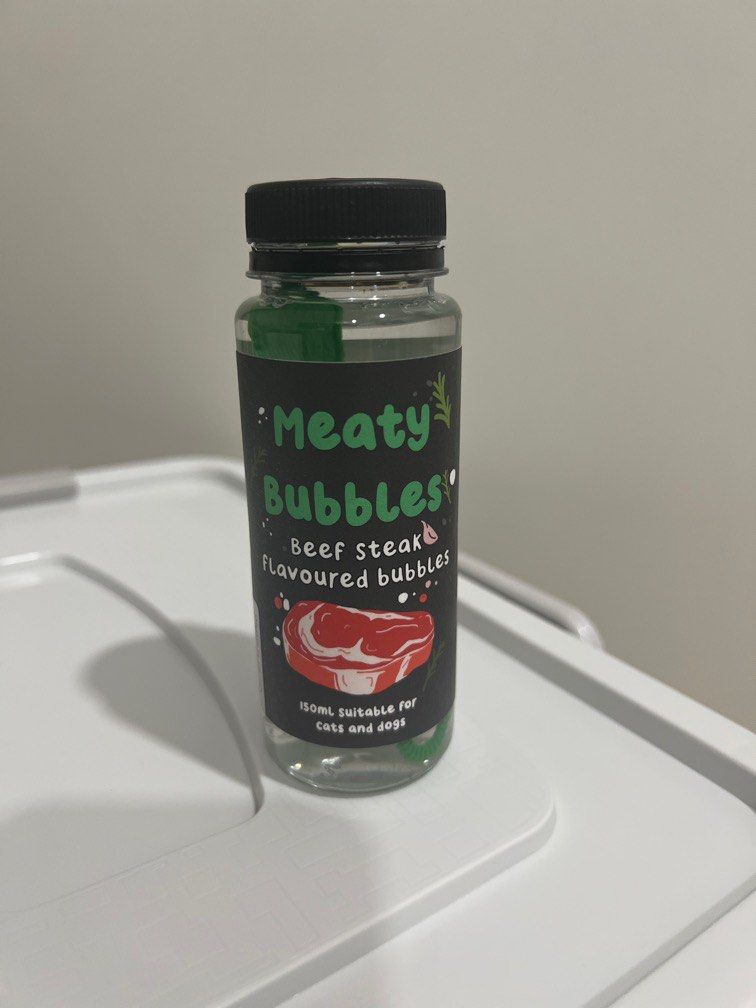 Meaty
Bubbles
Beef steak
flavoured bubbles
150ml suitable for
cats and dogs